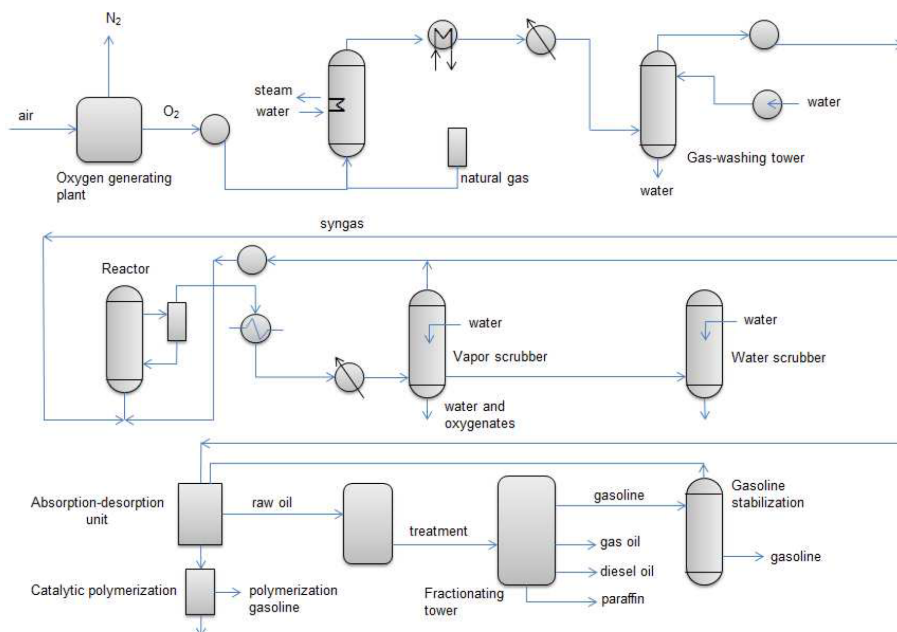 N2
air
O2
Oxygen generating
plant
steam
water
natural gas
water
Gas-washing tower
water
syngas
Reactor
water
Vapor scrubber
water and
oxygenates
water
Water scrubber
Absorption-desorption
unit
raw oil
treatment
gasoline
Gasoline
stabilization
gas oil
gasoline
diesel oil
Catalytic polymerization
polymerization
gasoline
Fractionating
tower
paraffin